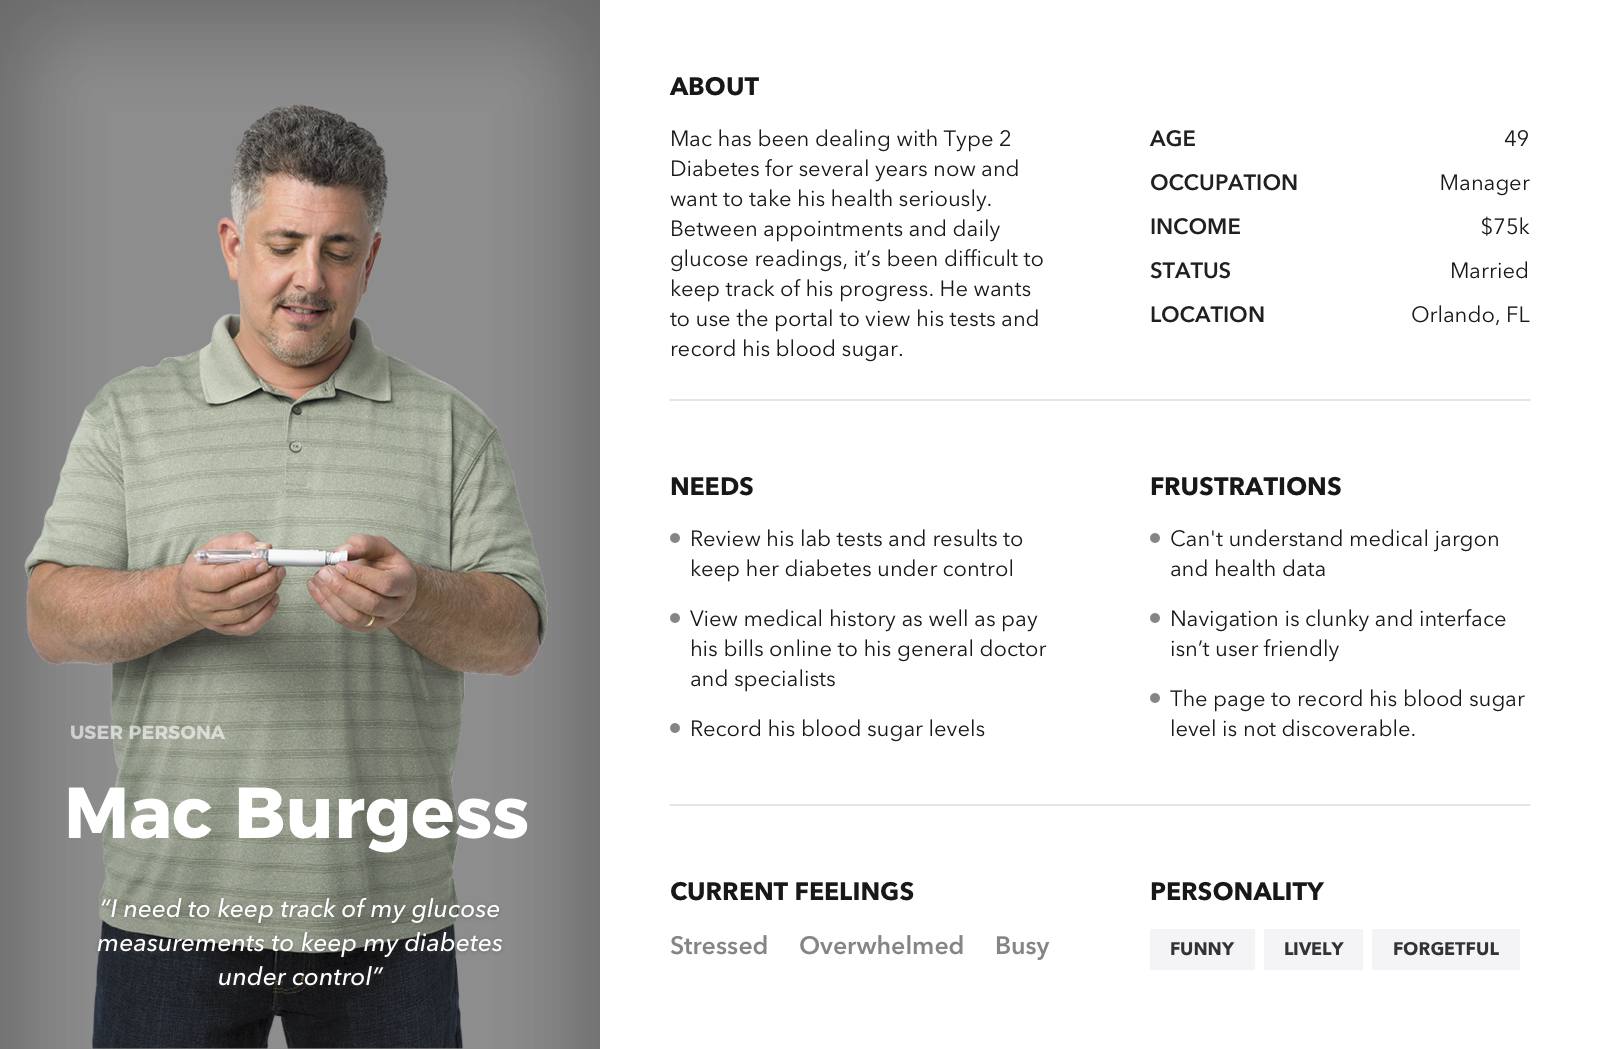 USER PERSONA
Mac Burgess
“I need to keep track of my glucose
measurements to keep my diabetes
under control”
ABOUT
Mac has been dealing with Type 2
Diabetes for several years now and
want to take his health seriously.
Between appointments and daily
glucose readings, it’s been difficult to
keep track of his progress. He wants
to use the portal to view his tests and
record his blood sugar.
AGE 49
OCCUPATION Manager
INCOME $75k
STATUS Married
LOCATION Orlando, FL
NEEDS
Review his lab tests and results to
keep her diabetes under control
View medical history as well as pay
his bills online to his general doctor
and specialists
Record his blood sugar levels
FRUSTRATIONS
Can't understand medical jargon
and health data
Navigation is clunky and interface
isn’t user friendly
The page to record his blood sugar
level is not discoverable.
CURRENT FEELINGS
Stressed Overwhelmed Busy
PERSONALITY
FUNNY LIVELY FORGETFUL